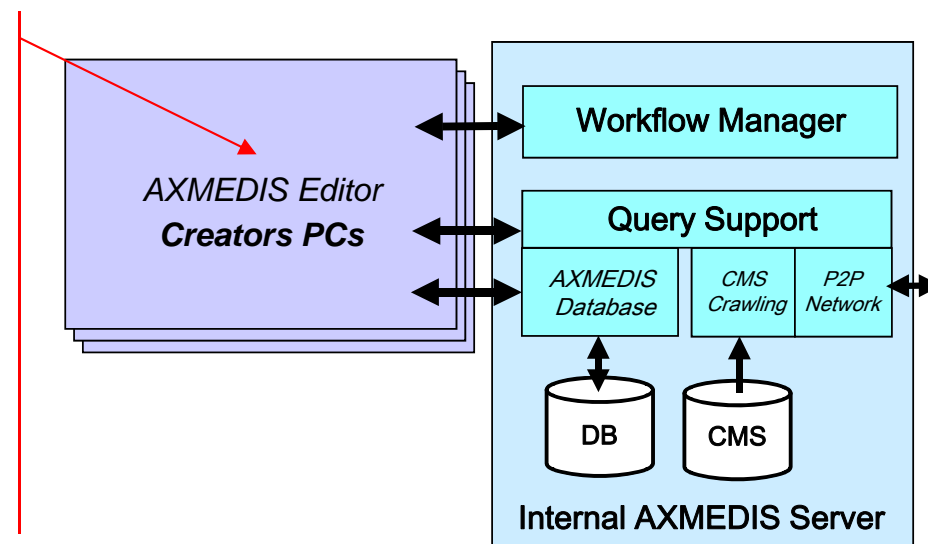 Workflow Manager
AXMEDIS Editor
Creators PCs
Query Support
AXMEDIS
Database
CMS
Crawling
P2P
Network
DB
CMS
Internal AXMEDIS Server